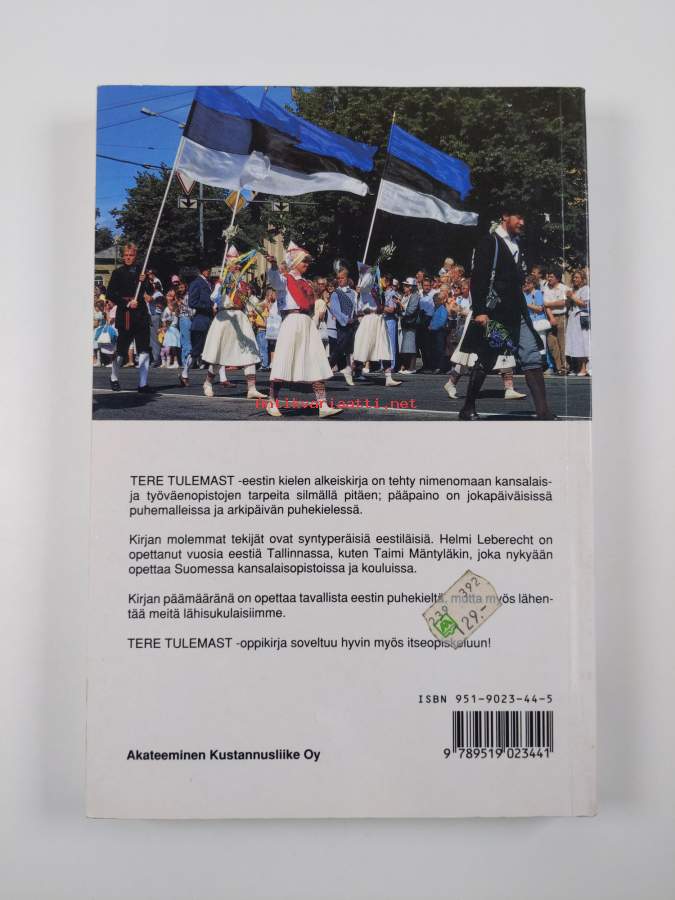 antikvariaatti.net
TERE TULEMAST -eestin kielen alkeiskirja on tehty nimenomaan kansalais-
ja työväenopistojen tarpeita silmällä pitäen; pääpaino on jokapäiväisissä
puhemalleissa ja arkipäivän puhekielessä.
Kirjan molemmat tekijät ovat syntyperäisiä eestiläisiä. Helmi Leberecht on
opettanut vuosia eestiä Tallinnassa, kuten Taimi Mäntyläkin, joka nykyään
opettaa Suomessa kansalaisopistoissa ja kouluissa.
Kirjan päämääränä on opettaa tavallista eestin puhekieltä, mutta myös lähen-
tää meitä lähisukulaisiimme.
TERE TULEMAST -oppikirja soveltuu hyvin myös itseopiskeluun!
239 392
129.-
ISBN 951-9023-44-5
9 789519 023441
Akateeminen Kustannusliike Oy